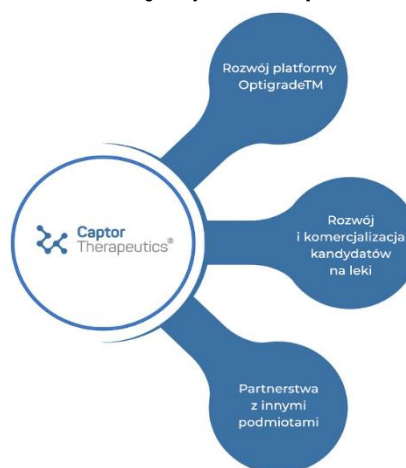 Rozwój platformy
OptigradeTM
Captor
Therapeutics®
Rozwój
i komercjalizacja
kandydatów
na leki
Partnerstwa
z innymi
podmiotami